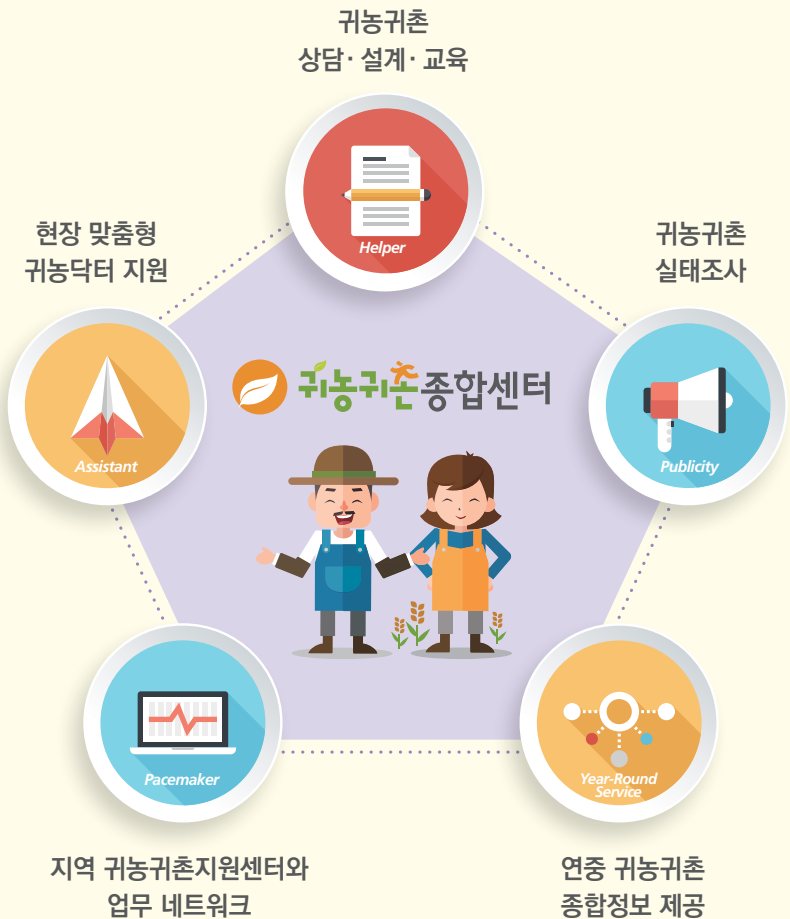 귀농귀촌
상담·설계·교육
Helper
현장 맞춤형
귀농닥터 지원
Assistant
귀농귀촌
실태조사
Publicity
귀농귀촌종합센터
Pacemaker
지역 귀농귀촌지원센터와
업무 네트워크
Year-Round
Service
연중 귀농귀촌
종합정보 제공